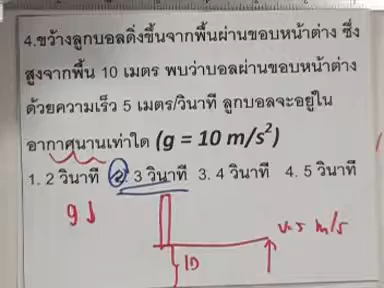 4.ขว้างลูกบอลดิ่งขึ้นจากพื้นผ่านขอบหน้าต่าง ซึ่ง
สูงจากพื้น 10 เมตร พบว่าบอลผ่านขอบหน้าต่าง
ด้วยความเร็ว 5 เมตร/วินาที ลูกบอลจะอยู่ใน
อากาศนานเท่าใด (g = 10 m/s²)
1. 2 วินาที 2. 3 วินาที 3. 4 วินาที 4. 5 วินาที
g↓
v=5 m/s
10